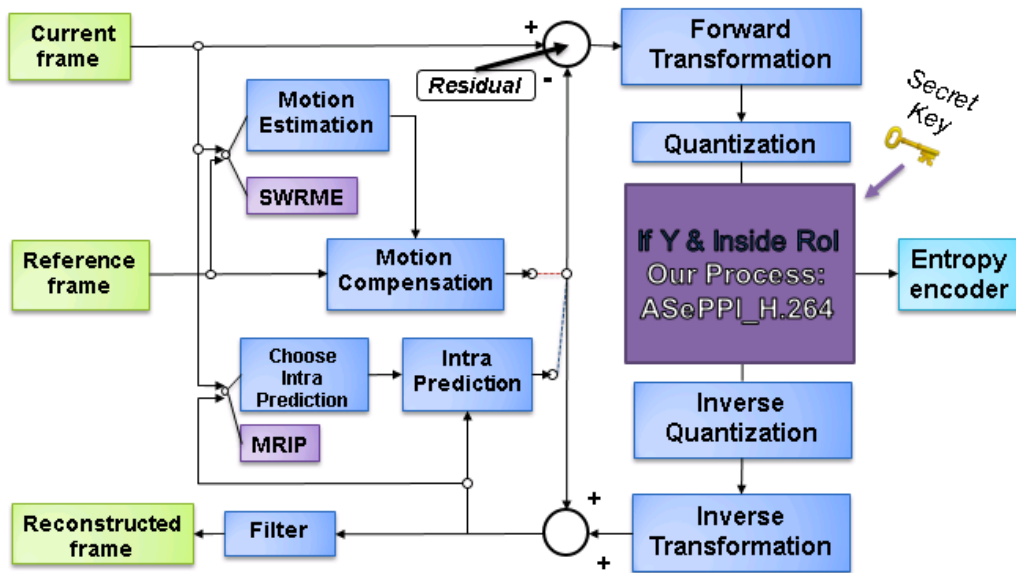 Current
frame
+
Residual
-
Forward
Transformation
Motion
Estimation
SWRME
Quantization
Secret
Key
Reference
frame
Motion
Compensation
If Y & Inside RoI
Our Process:
ASePPI_H.264
Entropy
encoder
Choose
Intra
Prediction
Intra
Prediction
MRIP
Inverse
Quantization
Reconstructed
frame
Filter
+
+
Inverse
Transformation